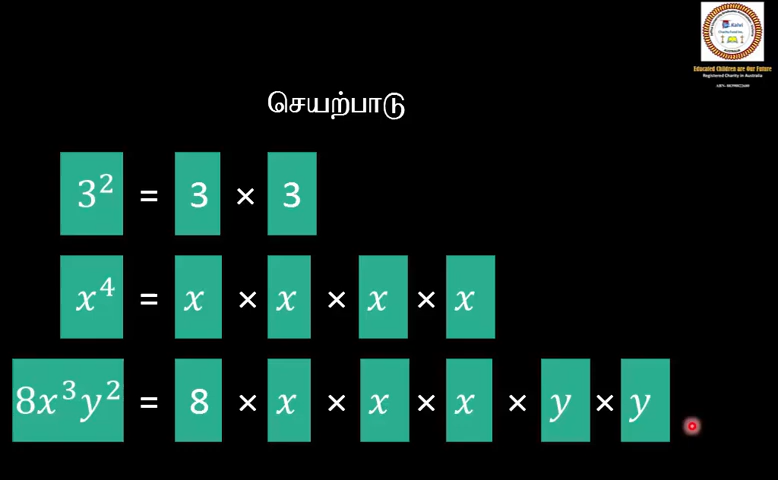 Educated Children are Our Future
Registered Charity in Australia
செயற்பாடு
3² = 3 × 3
x⁴ = x × x × x × x
8x³y² = 8 × x × x × x × y × y